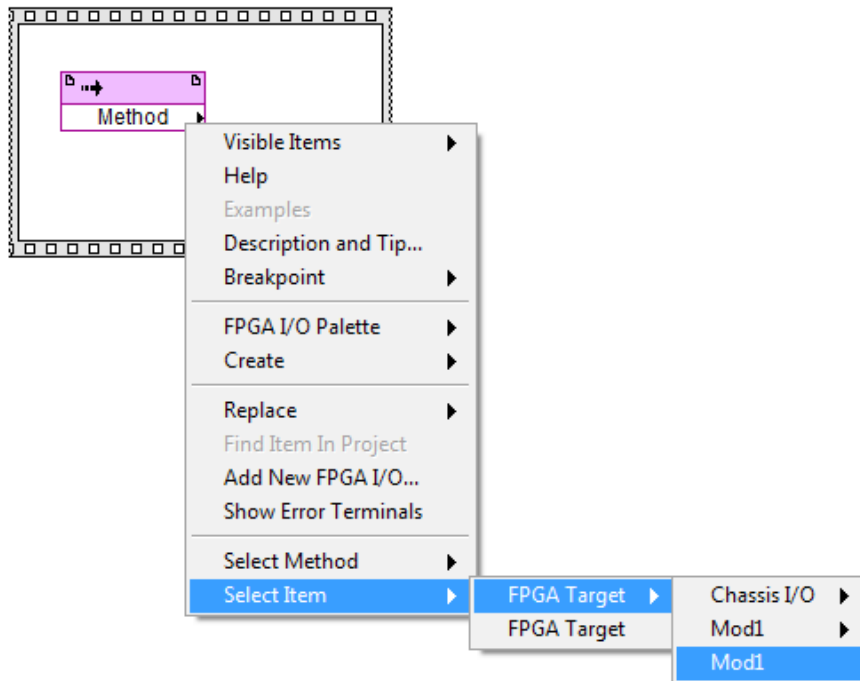 Method
Visible Items
Help
Examples
Description and Tip...
Breakpoint
FPGA I/O Palette
Create
Replace
Find Item In Project
Add New FPGA I/O...
Show Error Terminals
Select Method
Select Item
FPGA Target
FPGA Target
Chassis I/O
Mod1
Mod1